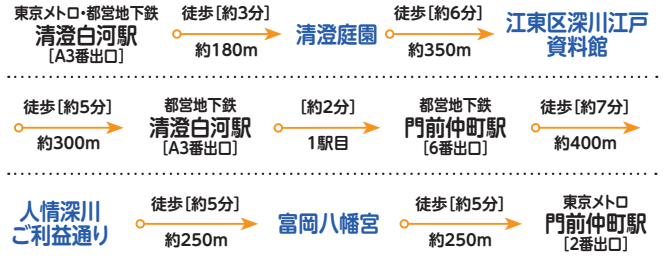 東京メトロ・都営地下鉄
清澄白河駅
[A3番出口]
徒歩[約3分]
約180m
清澄庭園
徒歩[約6分]
約350m
江東区深川江戸
資料館
徒歩[約5分]
約300m
都営地下鉄
清澄白河駅
[A3番出口]
[約2分]
1駅目
都営地下鉄
門前仲町駅
[6番出口]
徒歩[約7分]
約400m
人情深川
ご利益通り
徒歩[約5分]
約250m
富岡八幡宮
徒歩[約5分]
約250m
東京メトロ
門前仲町駅
[2番出口]